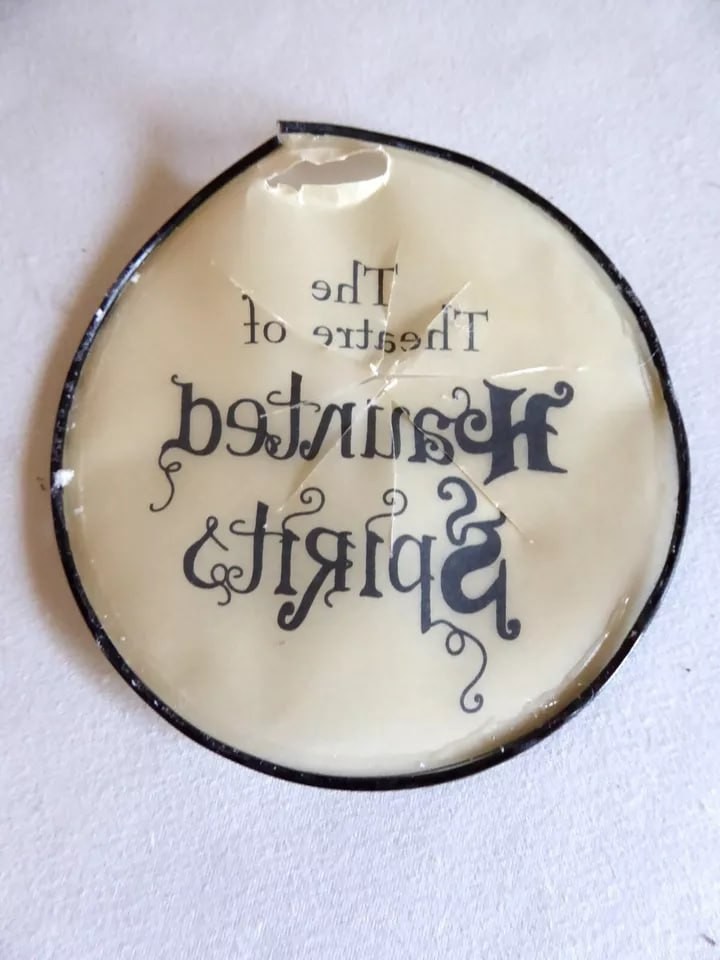 The
Theatre of
Haunted
Spirits